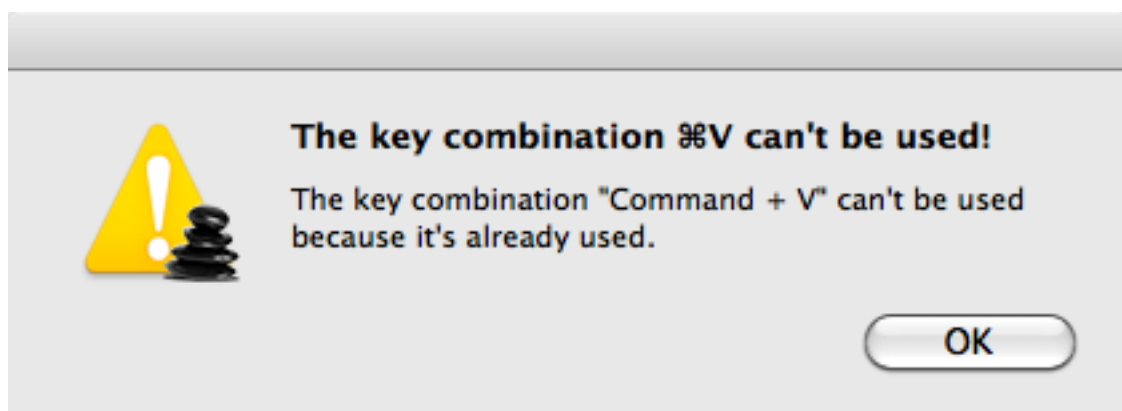 The key combination ⌘V can't be used!
The key combination "Command + V" can't be used
because it's already used.
OK